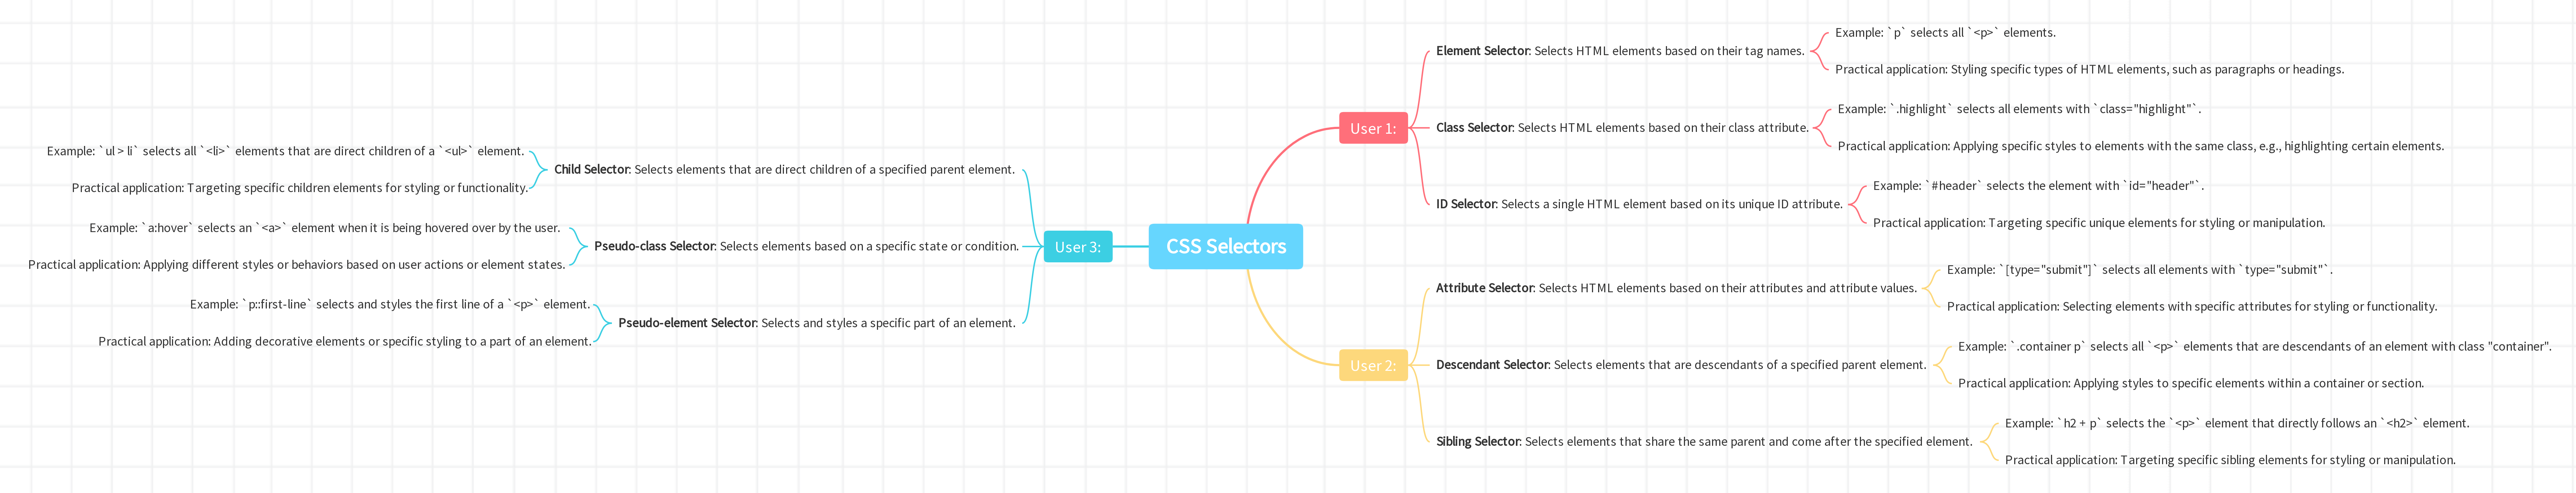 CSS Selectors
User 1:
Element Selector: Selects HTML elements based on their tag names.
Example: `p` selects all `<p>` elements.
Practical application: Styling specific types of HTML elements, such as paragraphs or headings.
Class Selector: Selects HTML elements based on their class attribute.
Example: `.highlight` selects all elements with `class="highlight"`.
Practical application: Applying specific styles to elements with the same class, e.g., highlighting certain elements.
ID Selector: Selects a single HTML element based on its unique ID attribute.
Example: `#header` selects the element with `id="header"`.
Practical application: Targeting specific unique elements for styling or manipulation.
User 2:
Attribute Selector: Selects HTML elements based on their attributes and attribute values.
Example: `[type="submit"]` selects all elements with `type="submit"`.
Practical application: Selecting elements with specific attributes for styling or functionality.
Descendant Selector: Selects elements that are descendants of a specified parent element.
Example: `.container p` selects all `<p>` elements that are descendants of an element with class "container".
Practical application: Applying styles to specific elements within a container or section.
Sibling Selector: Selects elements that share the same parent and come after the specified element.
Example: `h2 + p` selects the `<p>` element that directly follows an `<h2>` element.
Practical application: Targeting specific sibling elements for styling or manipulation.
User 3:
Child Selector: Selects elements that are direct children of a specified parent element.
Example: `ul > li` selects all `<li>` elements that are direct children of a `<ul>` element.
Practical application: Targeting specific children elements for styling or functionality.
Pseudo-class Selector: Selects elements based on a specific state or condition.
Example: `a:hover` selects an `<a>` element when it is being hovered over by the user.
Practical application: Applying different styles or behaviors based on user actions or element states.
Pseudo-element Selector: Selects and styles a specific part of an element.
Example: `p::first-line` selects and styles the first line of a `<p>` element.
Practical application: Adding decorative elements or specific styling to a part of an element.